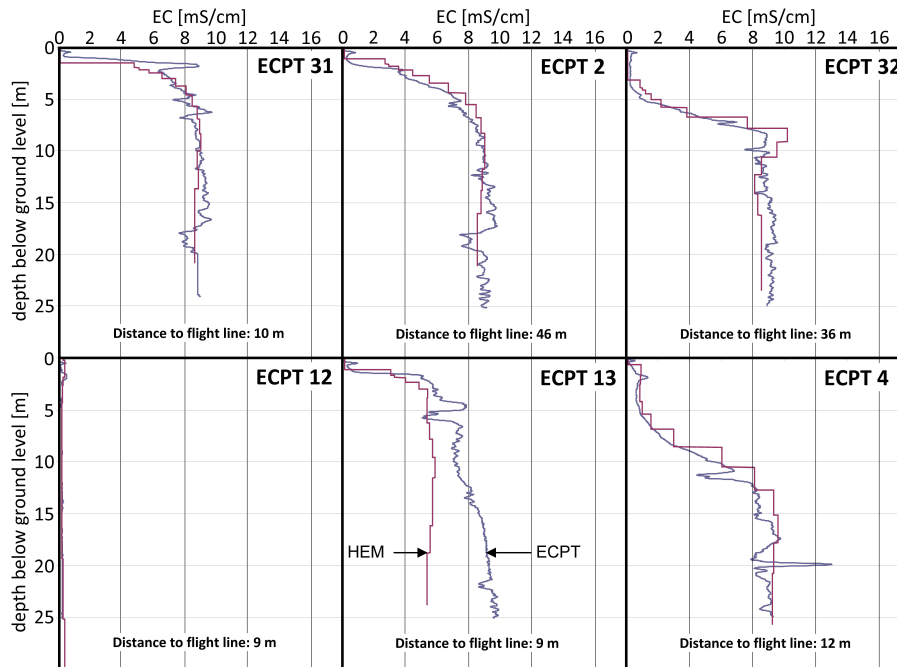 EC [mS/cm] EC [mS/cm] EC [mS/cm]
0 2 4 6 8 10 12 16 0 2 4 6 8 10 12 16 0 2 4 6 8 10 12 16
ECPT 31 ECPT 2 ECPT 32
depth below ground level [m]
0
5
10
15
20
25
Distance to flight line: 10 m Distance to flight line: 46 m Distance to flight line: 36 m
ECPT 12 ECPT 13 ECPT 4
depth below ground level [m]
0
5
10
15
20
25
HEM ECPT
Distance to flight line: 9 m Distance to flight line: 9 m Distance to flight line: 12 m